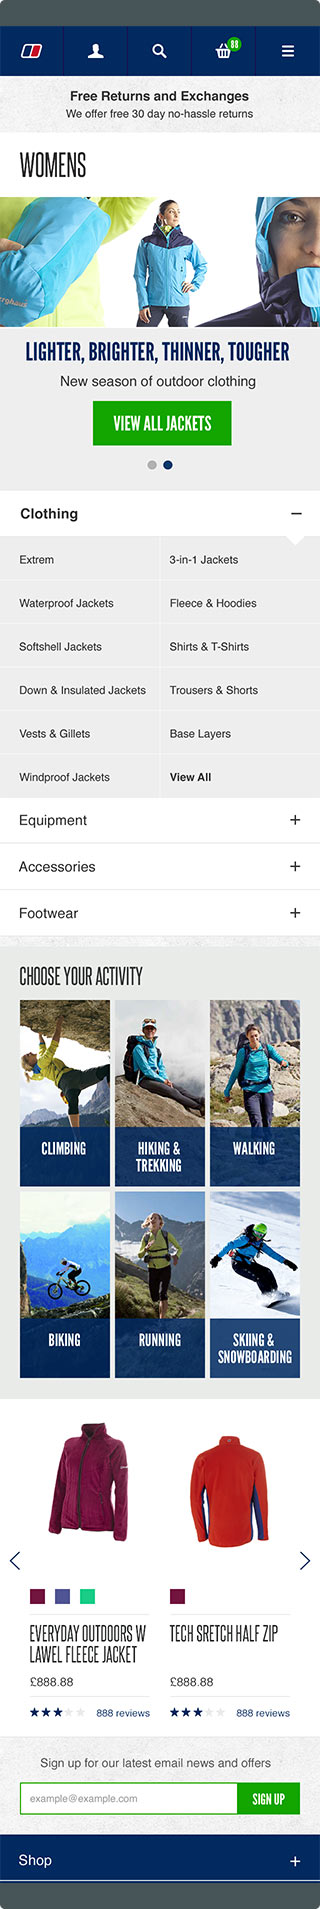 88
Free Returns and Exchanges
We offer free 30 day no-hassle returns
WOMENS
rghaus
LIGHTER, BRIGHTER, THINNER, TOUGHER
New season of outdoor clothing
VIEW ALL JACKETS
Clothing
Extrem
3-in-1 Jackets
Waterproof Jackets
Fleece & Hoodies
Softshell Jackets
Shirts & T-Shirts
Down & Insulated Jackets
Trousers & Shorts
Vests & Gillets
Base Layers
Windproof Jackets
View All
Equipment
Accessories
Footwear
CHOOSE YOUR ACTIVITY
CLIMBING
HIKING &
TREKKING
WALKING
BIKING
RUNNING
SKIING &
SNOWBOARDING
EVERYDAY OUTDOORS W
LAWEL FLEECE JACKET
£888.88
888 reviews
TECH SRETCH HALF ZIP
£888.88
888 reviews
Sign up for our latest email news and offers
example@example.com
SIGN UP
Shop